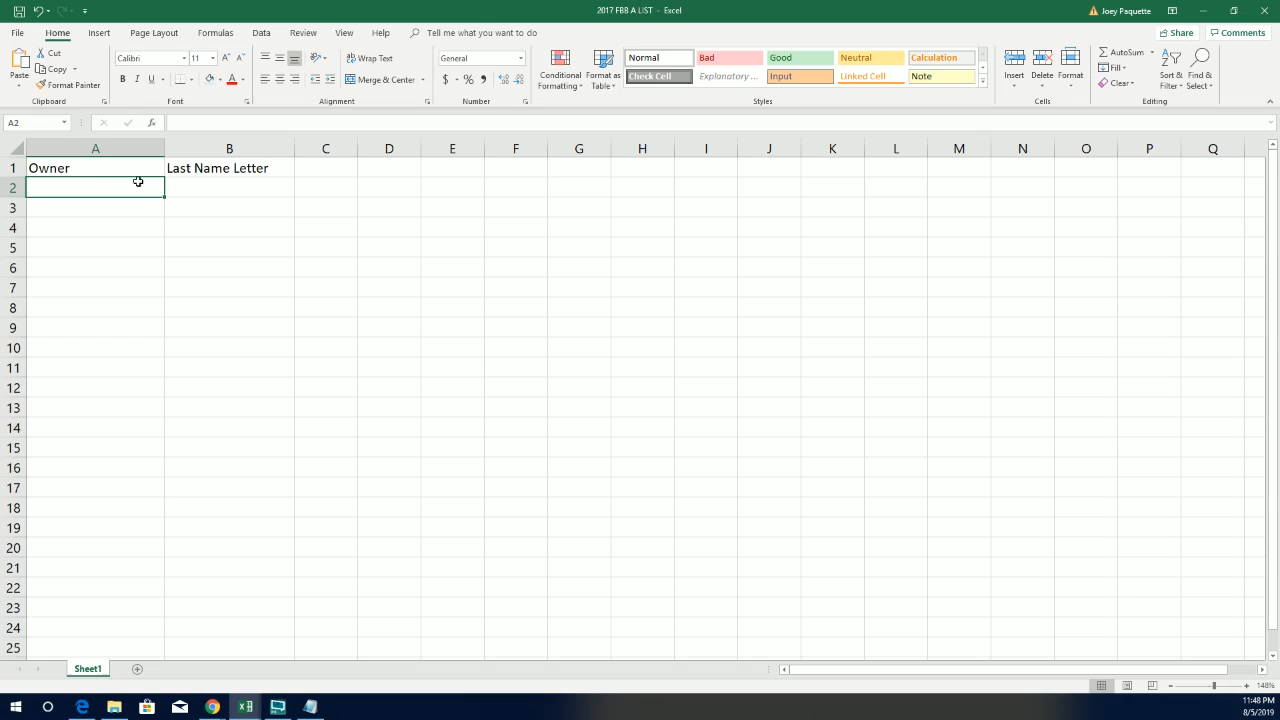 2017 FBB A LIST - Excel
Joey Paquette
File Home Insert Page Layout Formulas Data Review View Help Tell me what you want to do
Share Comments
Paste
Cut
Copy
Format Painter
Clipboard
Calibri 11
B I U
A
Font
Wrap Text
Merge & Center
Alignment
General
$ % ,
Number
Conditional Formatting
Format as Table
Normal Bad Good Neutral Calculation
Check Cell Explanatory ... Input Linked Cell Note
Styles
Insert Delete Format
Cells
AutoSum
Fill
Clear
Sort & Filter
Find & Select
Editing
A2
fx
A B C D E F G H I J K L M N O P Q
1 Owner Last Name Letter
2
3
4
5
6
7
8
9
10
11
12
13
14
15
16
17
18
19
20
21
22
23
24
25
Sheet1
148%
11:48 PM
8/5/2019